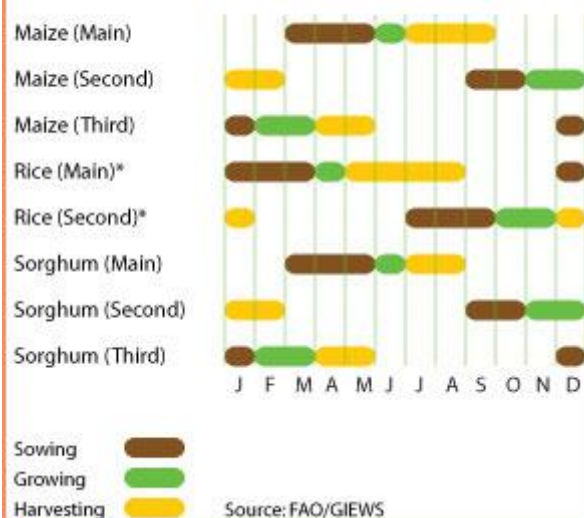 Maize (Main)
Maize (Second)
Maize (Third)
Rice (Main)*
Rice (Second)*
Sorghum (Main)
Sorghum (Second)
Sorghum (Third)
J F M A M J J A S O N D
Sowing
Growing
Harvesting
Source: FAO/GIEWS